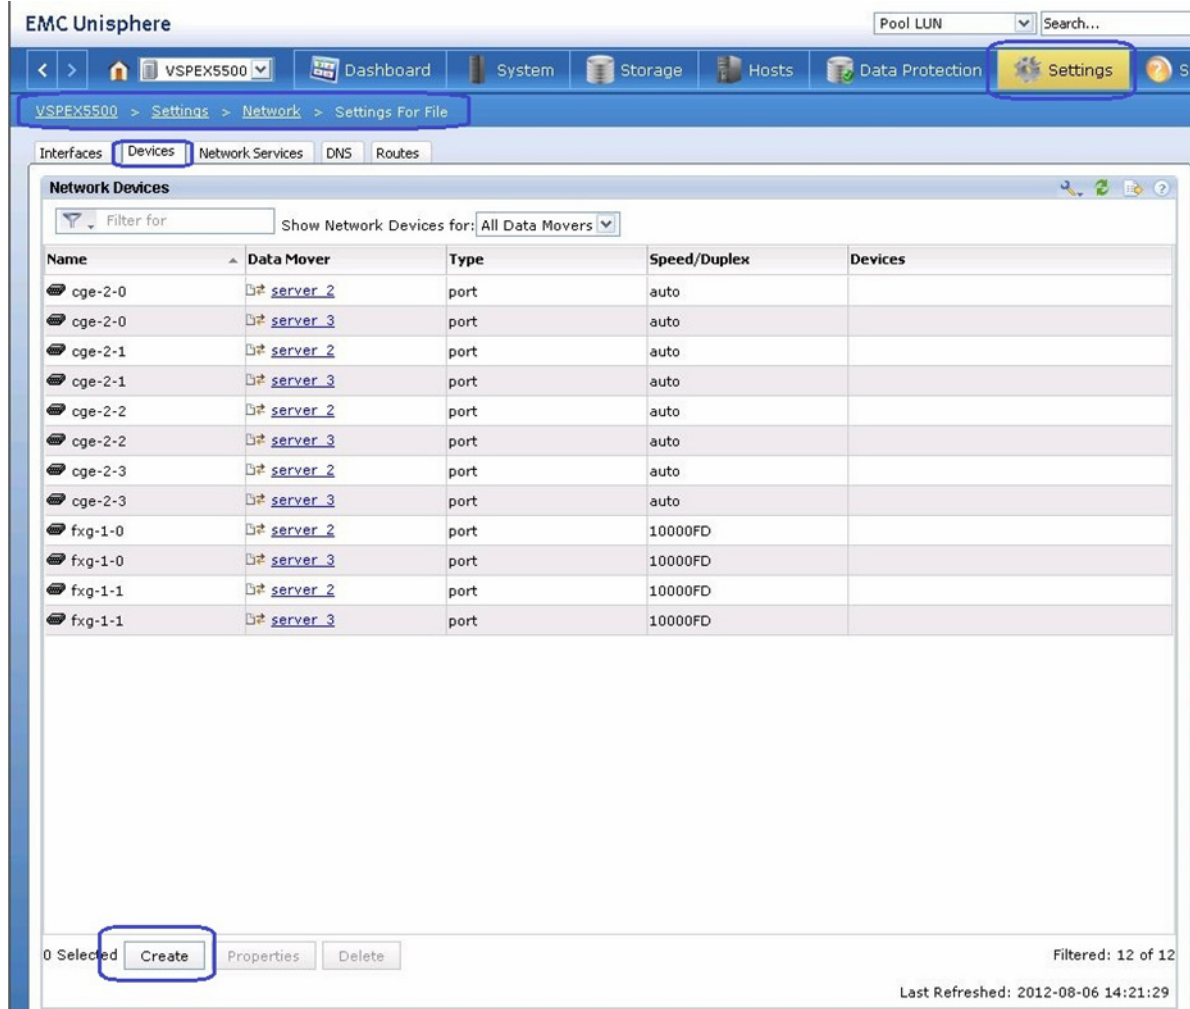 EMC Unisphere
Pool LUN
Search...
< > VSPEX5500 Dashboard System Storage Hosts Data Protection Settings S
VSPEX5500 > Settings > Network > Settings For File
Interfaces Devices Network Services DNS Routes
Network Devices
Filter for Show Network Devices for: All Data Movers
Name Data Mover Type Speed/Duplex Devices
cge-2-0 server_2 port auto
cge-2-0 server_3 port auto
cge-2-1 server_2 port auto
cge-2-1 server_3 port auto
cge-2-2 server_2 port auto
cge-2-2 server_3 port auto
cge-2-3 server_2 port auto
cge-2-3 server_3 port auto
fxg-1-0 server_2 port 10000FD
fxg-1-0 server_3 port 10000FD
fxg-1-1 server_2 port 10000FD
fxg-1-1 server_3 port 10000FD
0 Selected Create Properties Delete Filtered: 12 of 12
Last Refreshed: 2012-08-06 14:21:29